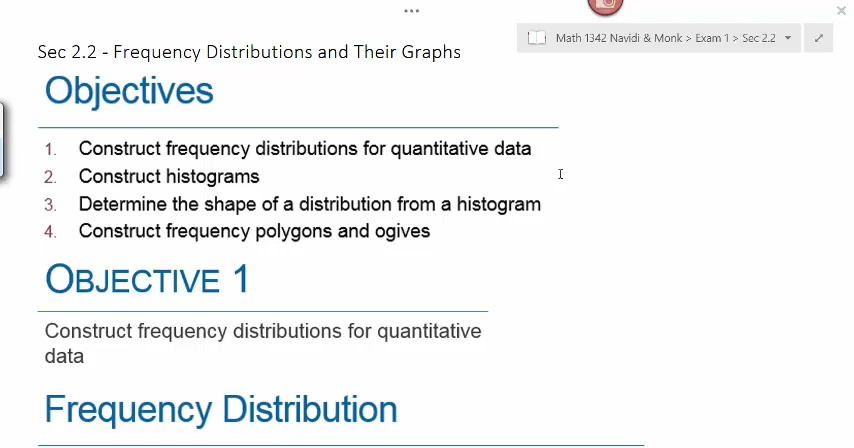 Math 1342 Navidi & Monk > Exam 1 > Sec 2.2
Sec 2.2 - Frequency Distributions and Their Graphs
Objectives
1. Construct frequency distributions for quantitative data
2. Construct histograms
3. Determine the shape of a distribution from a histogram
4. Construct frequency polygons and ogives
OBJECTIVE 1
Construct frequency distributions for quantitative
data
Frequency Distribution